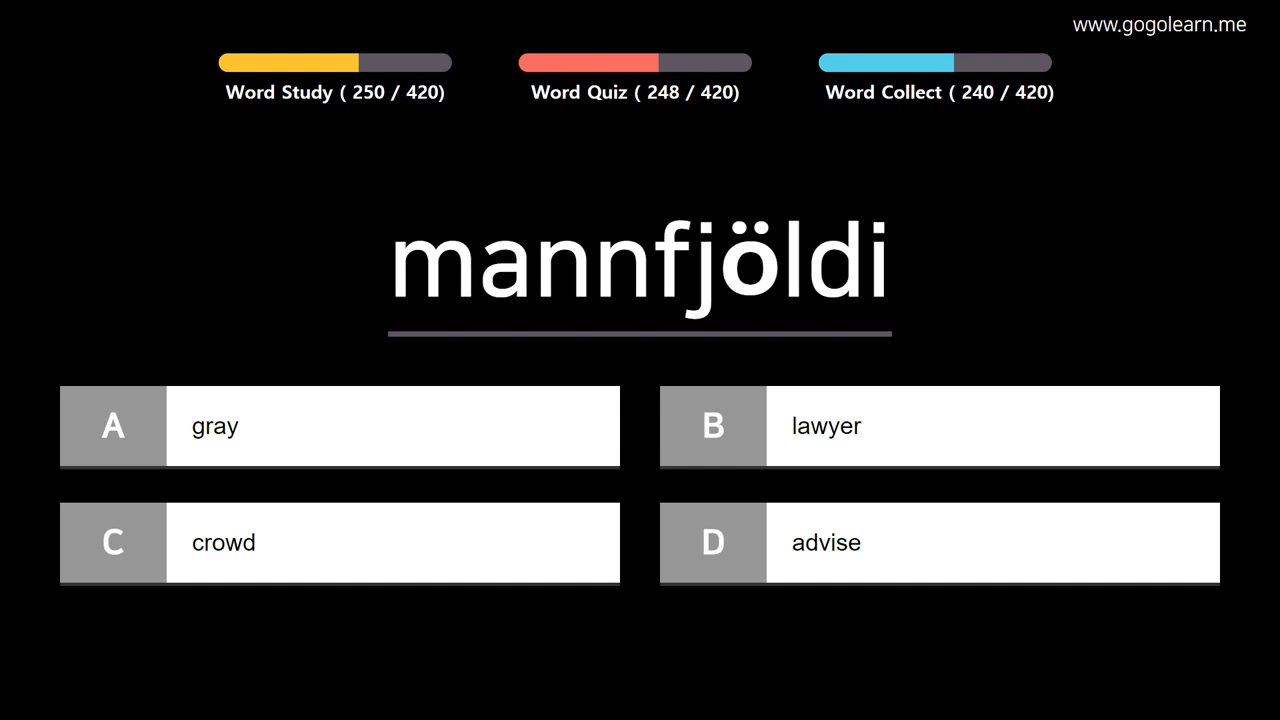 www.gogolearn.me
Word Study ( 250 / 420)
Word Quiz ( 248 / 420)
Word Collect ( 240 / 420)
mannfjöldi
A gray
B lawyer
C crowd
D advise